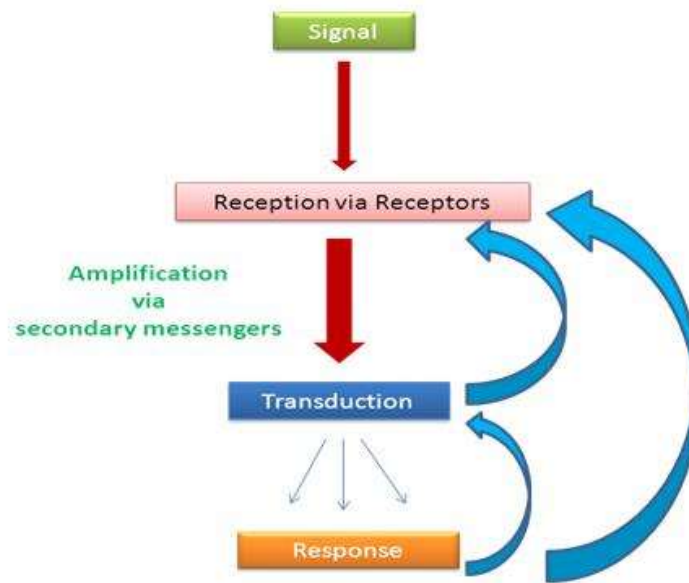 Signal
Reception via Receptors
Amplification
via
secondary messengers
Transduction
Response